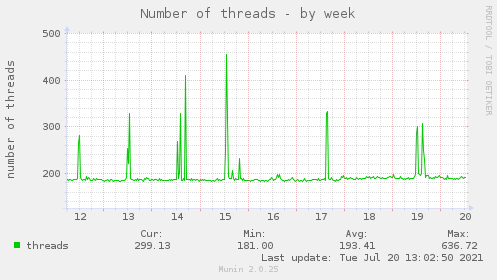 Number of threads - by week
RRDTOOL / TOBI OETIKER
number of threads
500
400
300
200
12 13 14 15 16 17 18 19 20
Cur: Min: Avg: Max:
threads 299.13 181.00 193.41 636.72
Last update: Tue Jul 20 13:02:50 2021
Munin 2.0.25